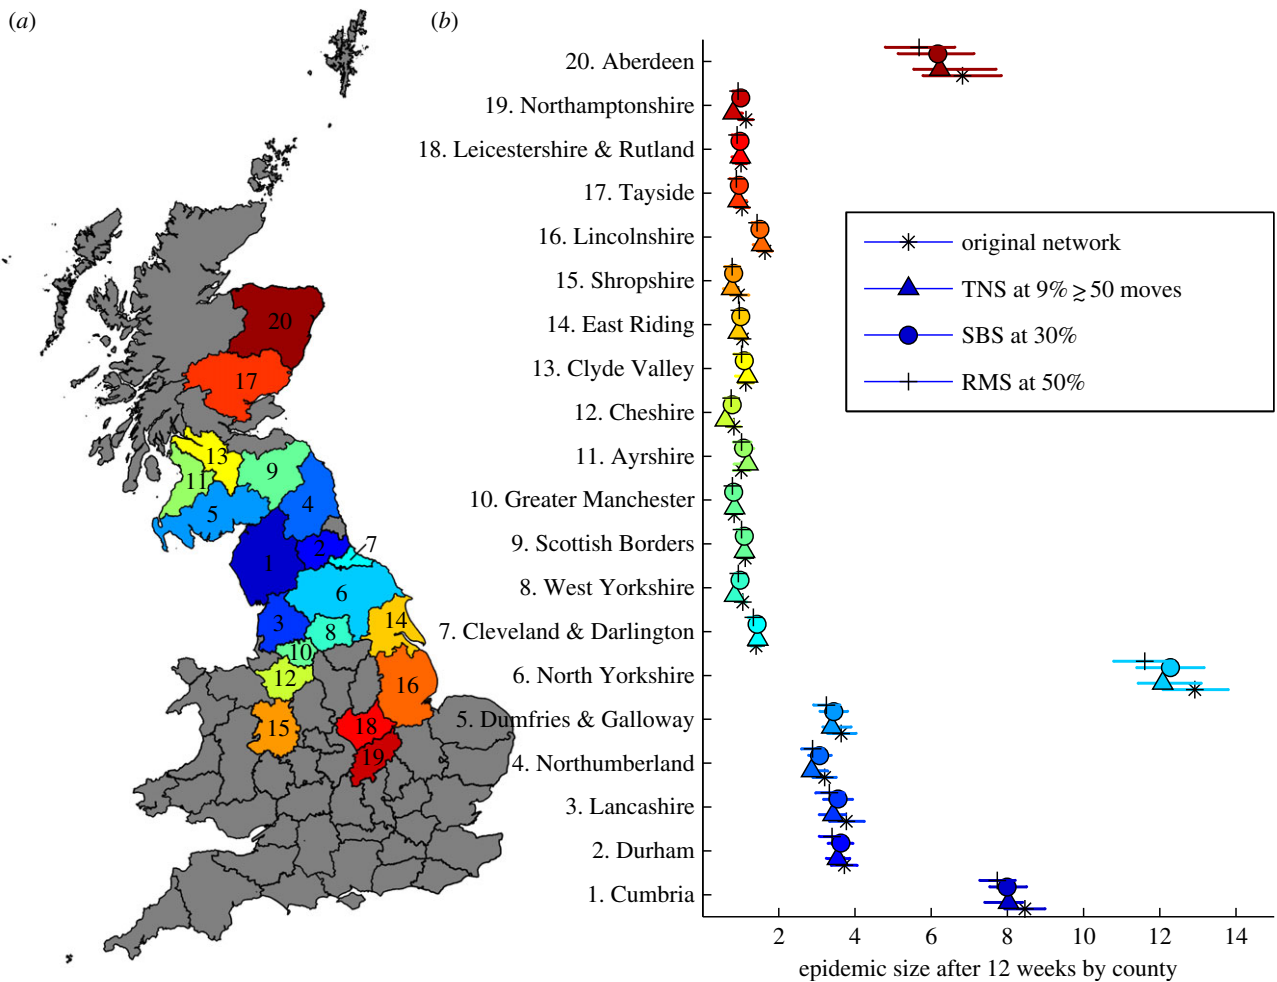 (a)
20
17
13
11
9
5
4
1
2
7
6
3
8
14
10
12
16
15
18
19
(b)
20. Aberdeen
19. Northamptonshire
18. Leicestershire & Rutland
17. Tayside
16. Lincolnshire
15. Shropshire
14. East Riding
13. Clyde Valley
12. Cheshire
11. Ayrshire
10. Greater Manchester
9. Scottish Borders
8. West Yorkshire
7. Cleveland & Darlington
6. North Yorkshire
5. Dumfries & Galloway
4. Northumberland
3. Lancashire
2. Durham
1. Cumbria
original network
TNS at 9% ≳ 50 moves
SBS at 30%
RMS at 50%
2 4 6 8 10 12 14
epidemic size after 12 weeks by county